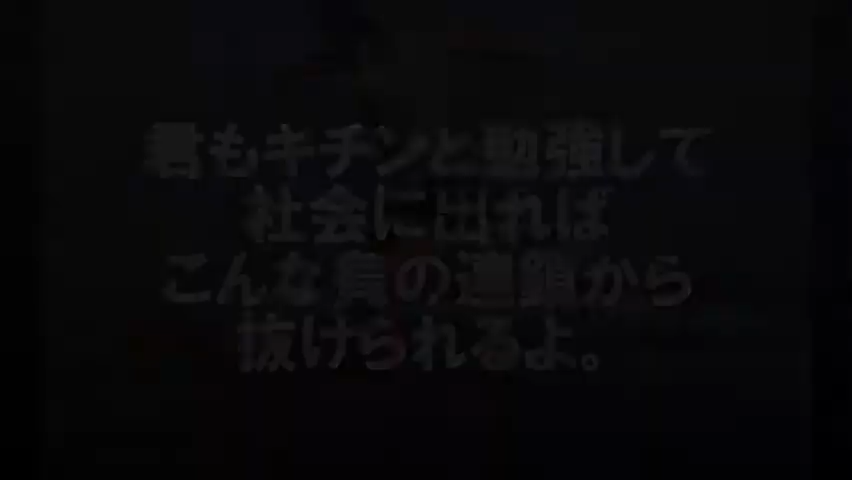 君もキチンと勉強して
社会に出れば
こんな負の連鎖から
抜けられるよ。